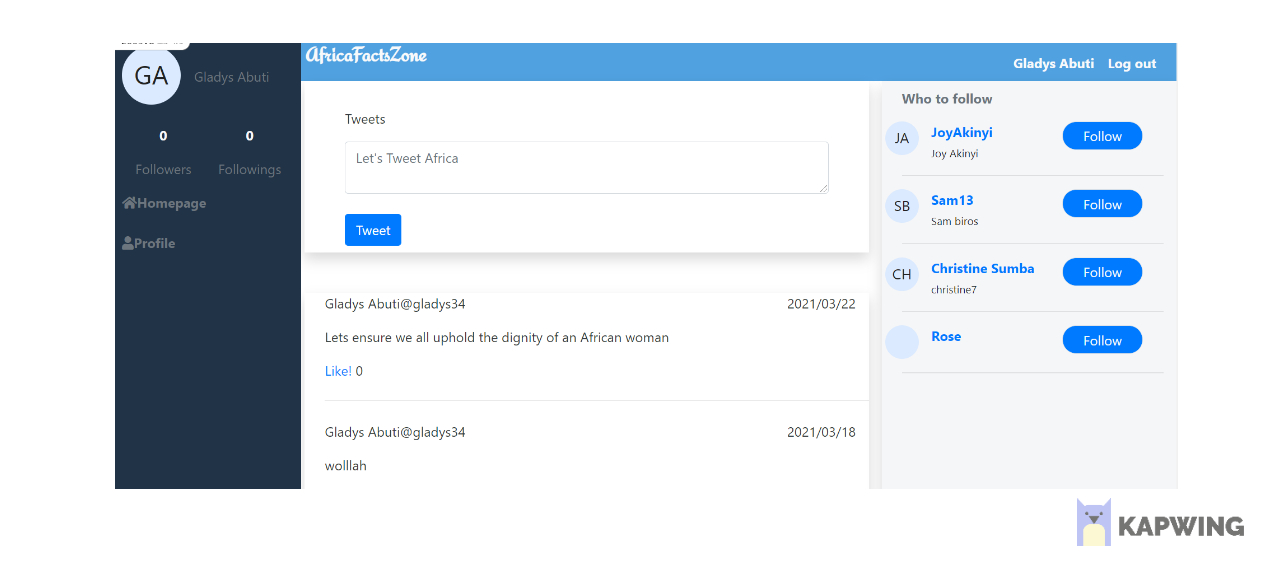 AfricaFactsZone
Gladys Abuti Log out
GA Gladys Abuti
0 0
Followers Followings
Homepage
Profile
Tweets
Let's Tweet Africa
Tweet
Gladys Abuti@gladys34 2021/03/22
Lets ensure we all uphold the dignity of an African woman
Like! 0
Gladys Abuti@gladys34 2021/03/18
wolllah
Who to follow
JA JoyAkinyi Follow
Joy Akinyi
SB Sam13 Follow
Sam biros
CH Christine Sumba Follow
christine7
Rose Follow
KAPWING